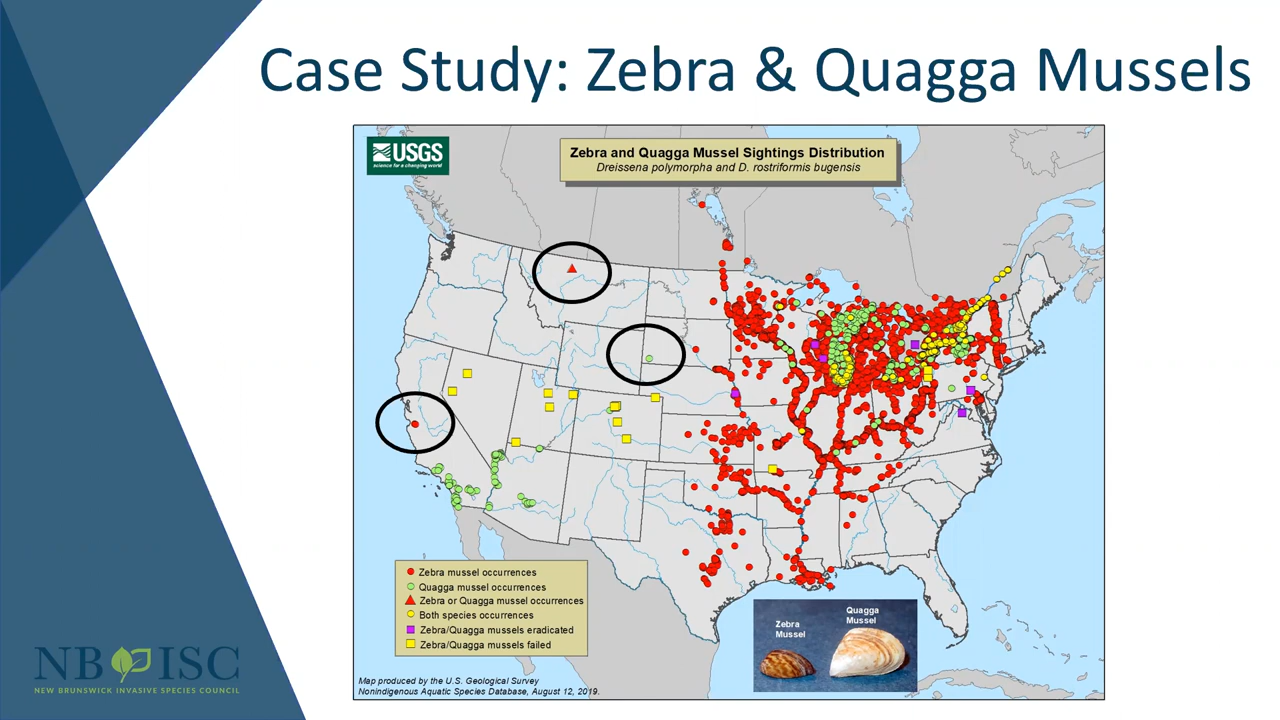 Case Study: Zebra & Quagga Mussels
USGS
science for a changing world
Zebra and Quagga Mussel Sightings Distribution
Dreissena polymorpha and D. rostriformis bugensis
Zebra mussel occurrences
Quagga mussel occurrences
Zebra or Quagga mussel occurrences
Both species occurrences
Zebra/Quagga mussels eradicated
Zebra/Quagga mussels failed
Zebra
Mussel
Quagga
Mussel
Map produced by the U.S. Geological Survey
Nonindigenous Aquatic Species Database, August 12, 2019.
NB ISC
NEW BRUNSWICK INVASIVE SPECIES COUNCIL